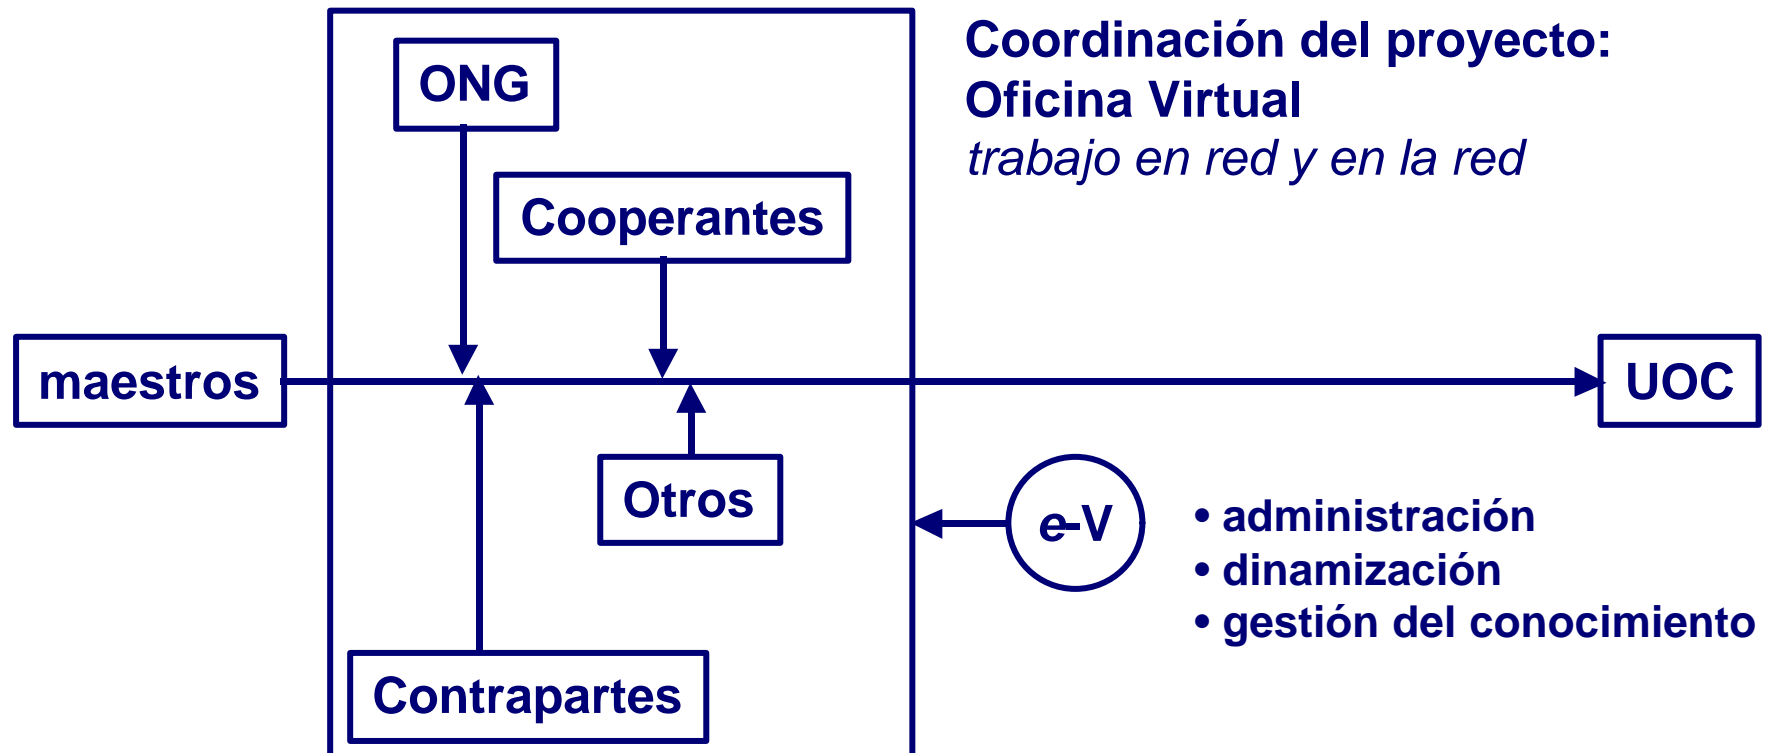 Coordinación del proyecto:
Oficina Virtual
trabajo en red y en la red
ONG
Cooperantes
maestros
UOC
Otros
e-V
• administración
• dinamización
• gestión del conocimiento
Contrapartes